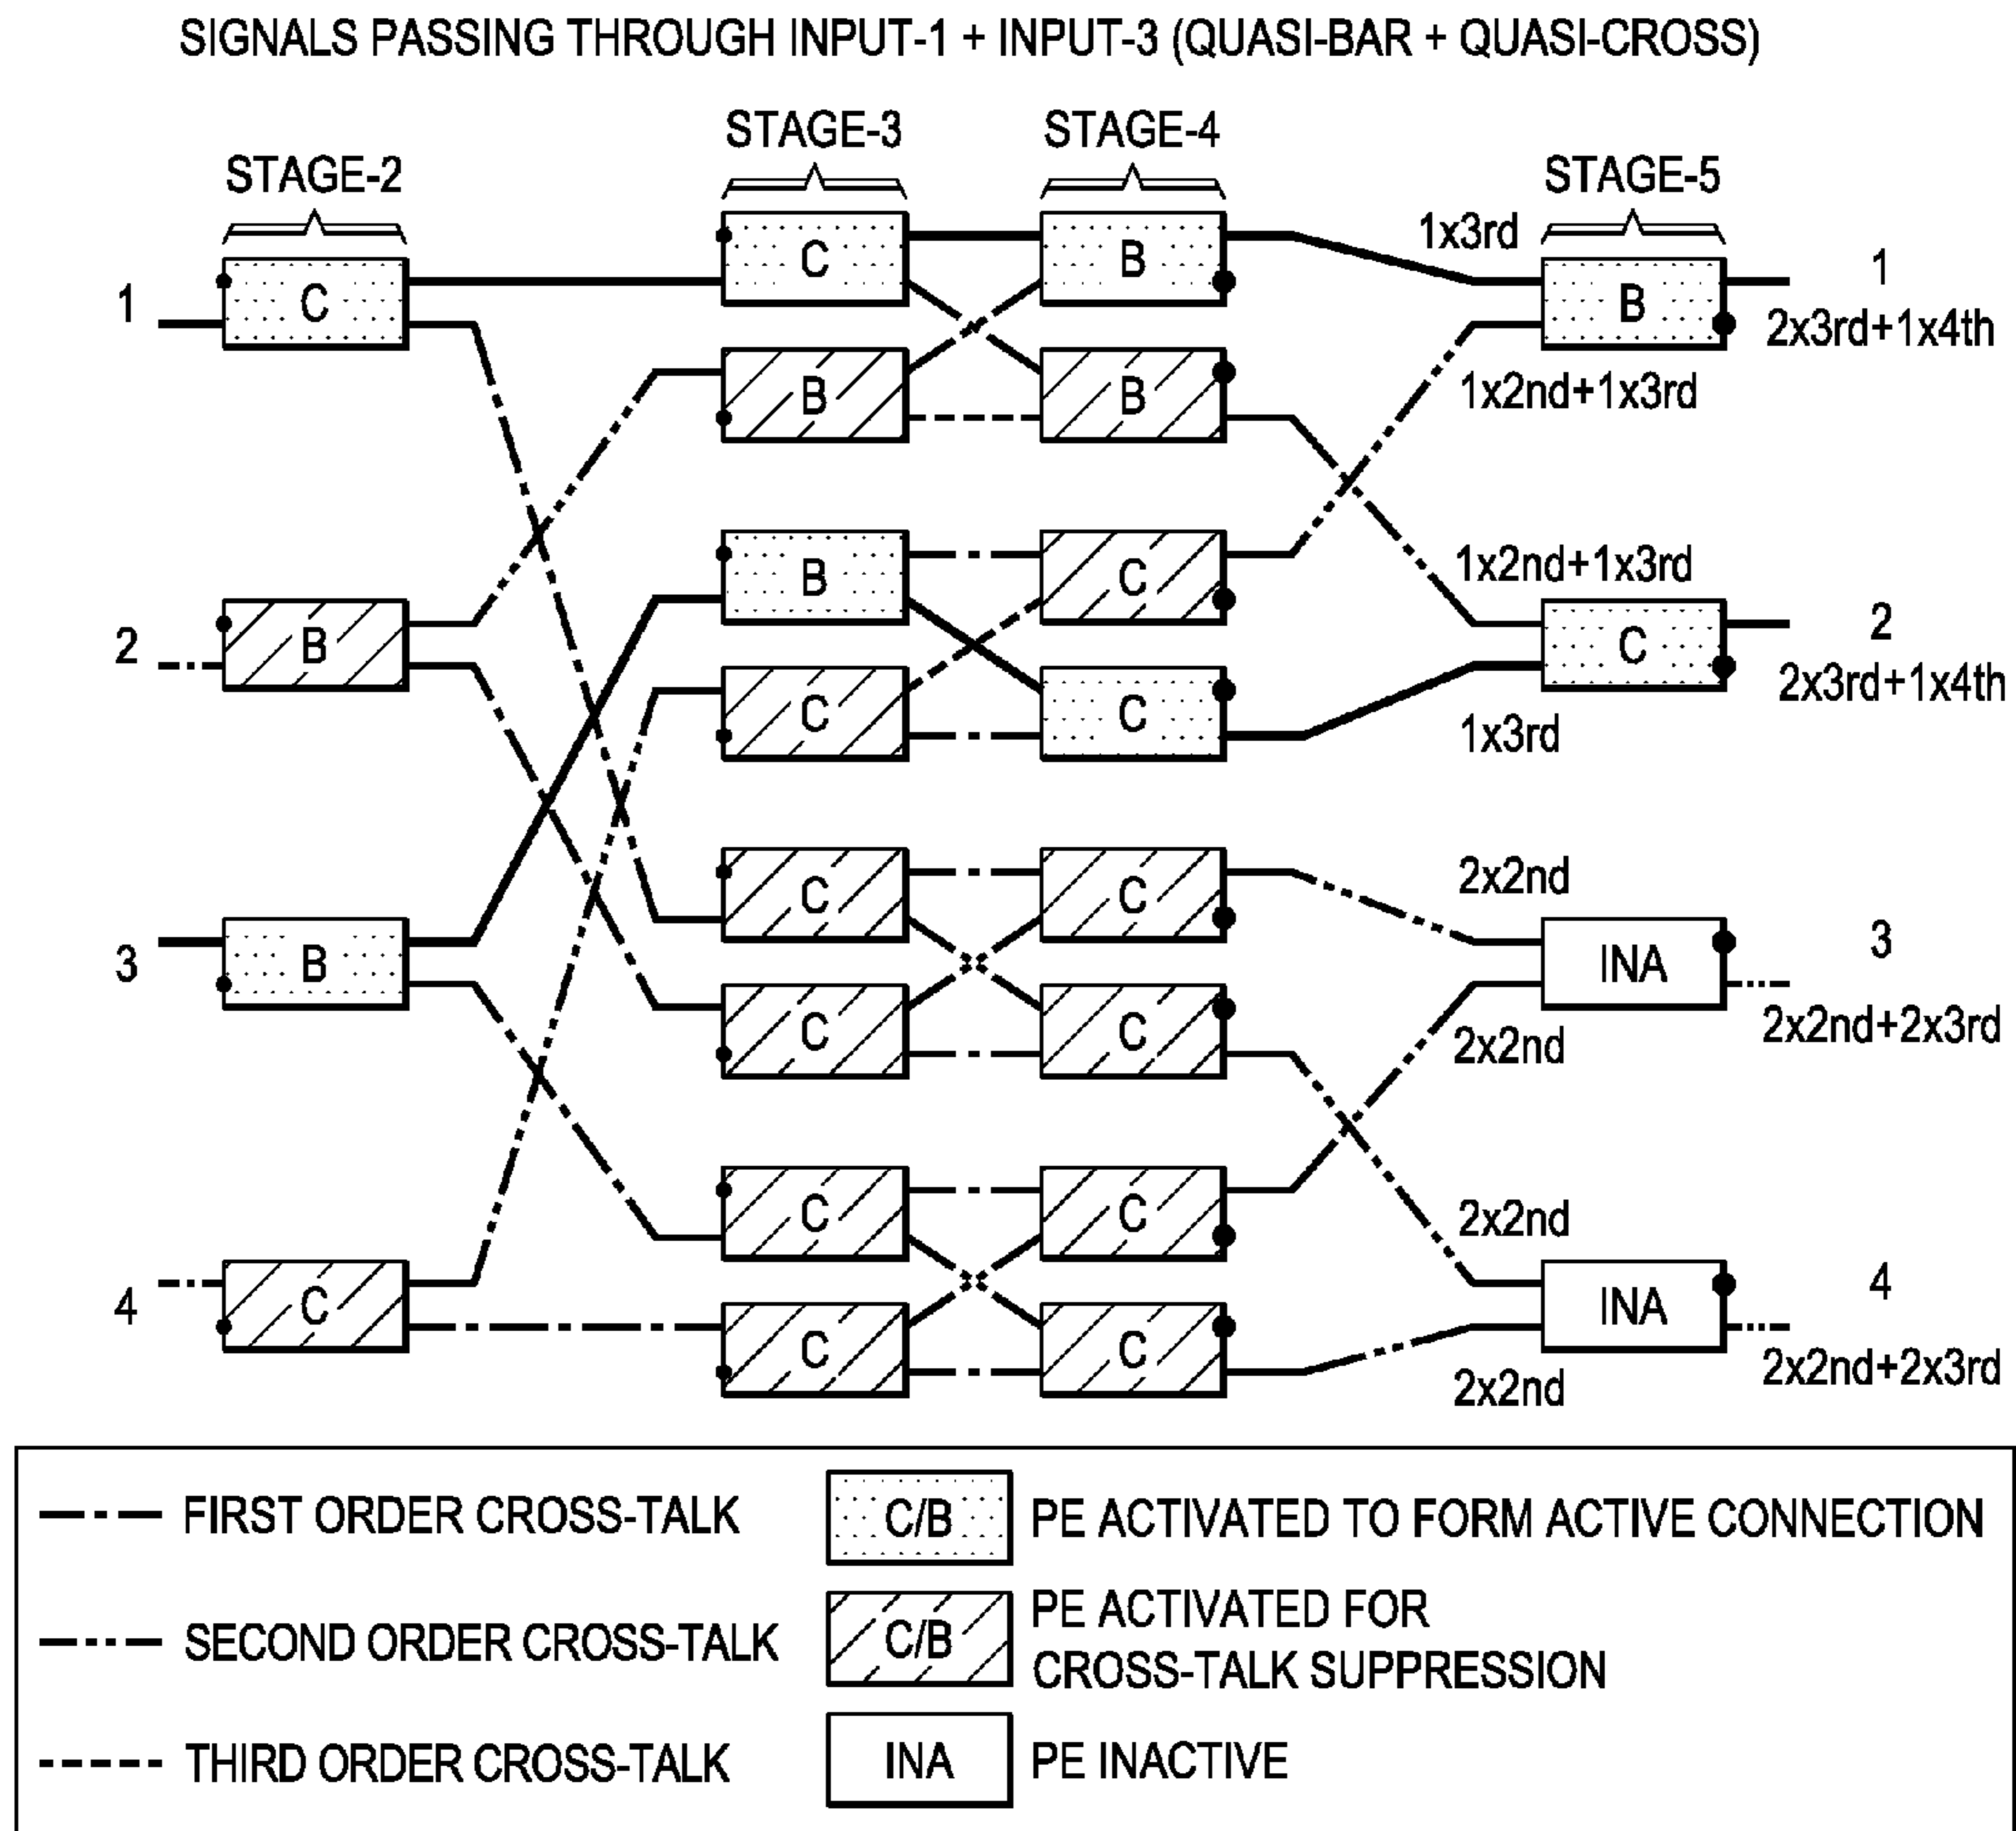 SIGNALS PASSING THROUGH INPUT-1 + INPUT-3 (QUASI-BAR + QUASI-CROSS)
STAGE-2
STAGE-3
STAGE-4
STAGE-5
1
C
2
B
3
B
4
C
C
B
B
C
C
C
C
C
B
B
C
C
C
C
C
C
1x3rd
1x2nd+1x3rd
1x2nd+1x3rd
1x3rd
2x2nd
2x2nd
2x2nd
2x2nd
B
1
2x3rd+1x4th
C
2
2x3rd+1x4th
INA
3
2x2nd+2x3rd
INA
4
2x2nd+2x3rd
FIRST ORDER CROSS-TALK
SECOND ORDER CROSS-TALK
THIRD ORDER CROSS-TALK
C/B
PE ACTIVATED TO FORM ACTIVE CONNECTION
C/B
PE ACTIVATED FOR
CROSS-TALK SUPPRESSION
INA
PE INACTIVE